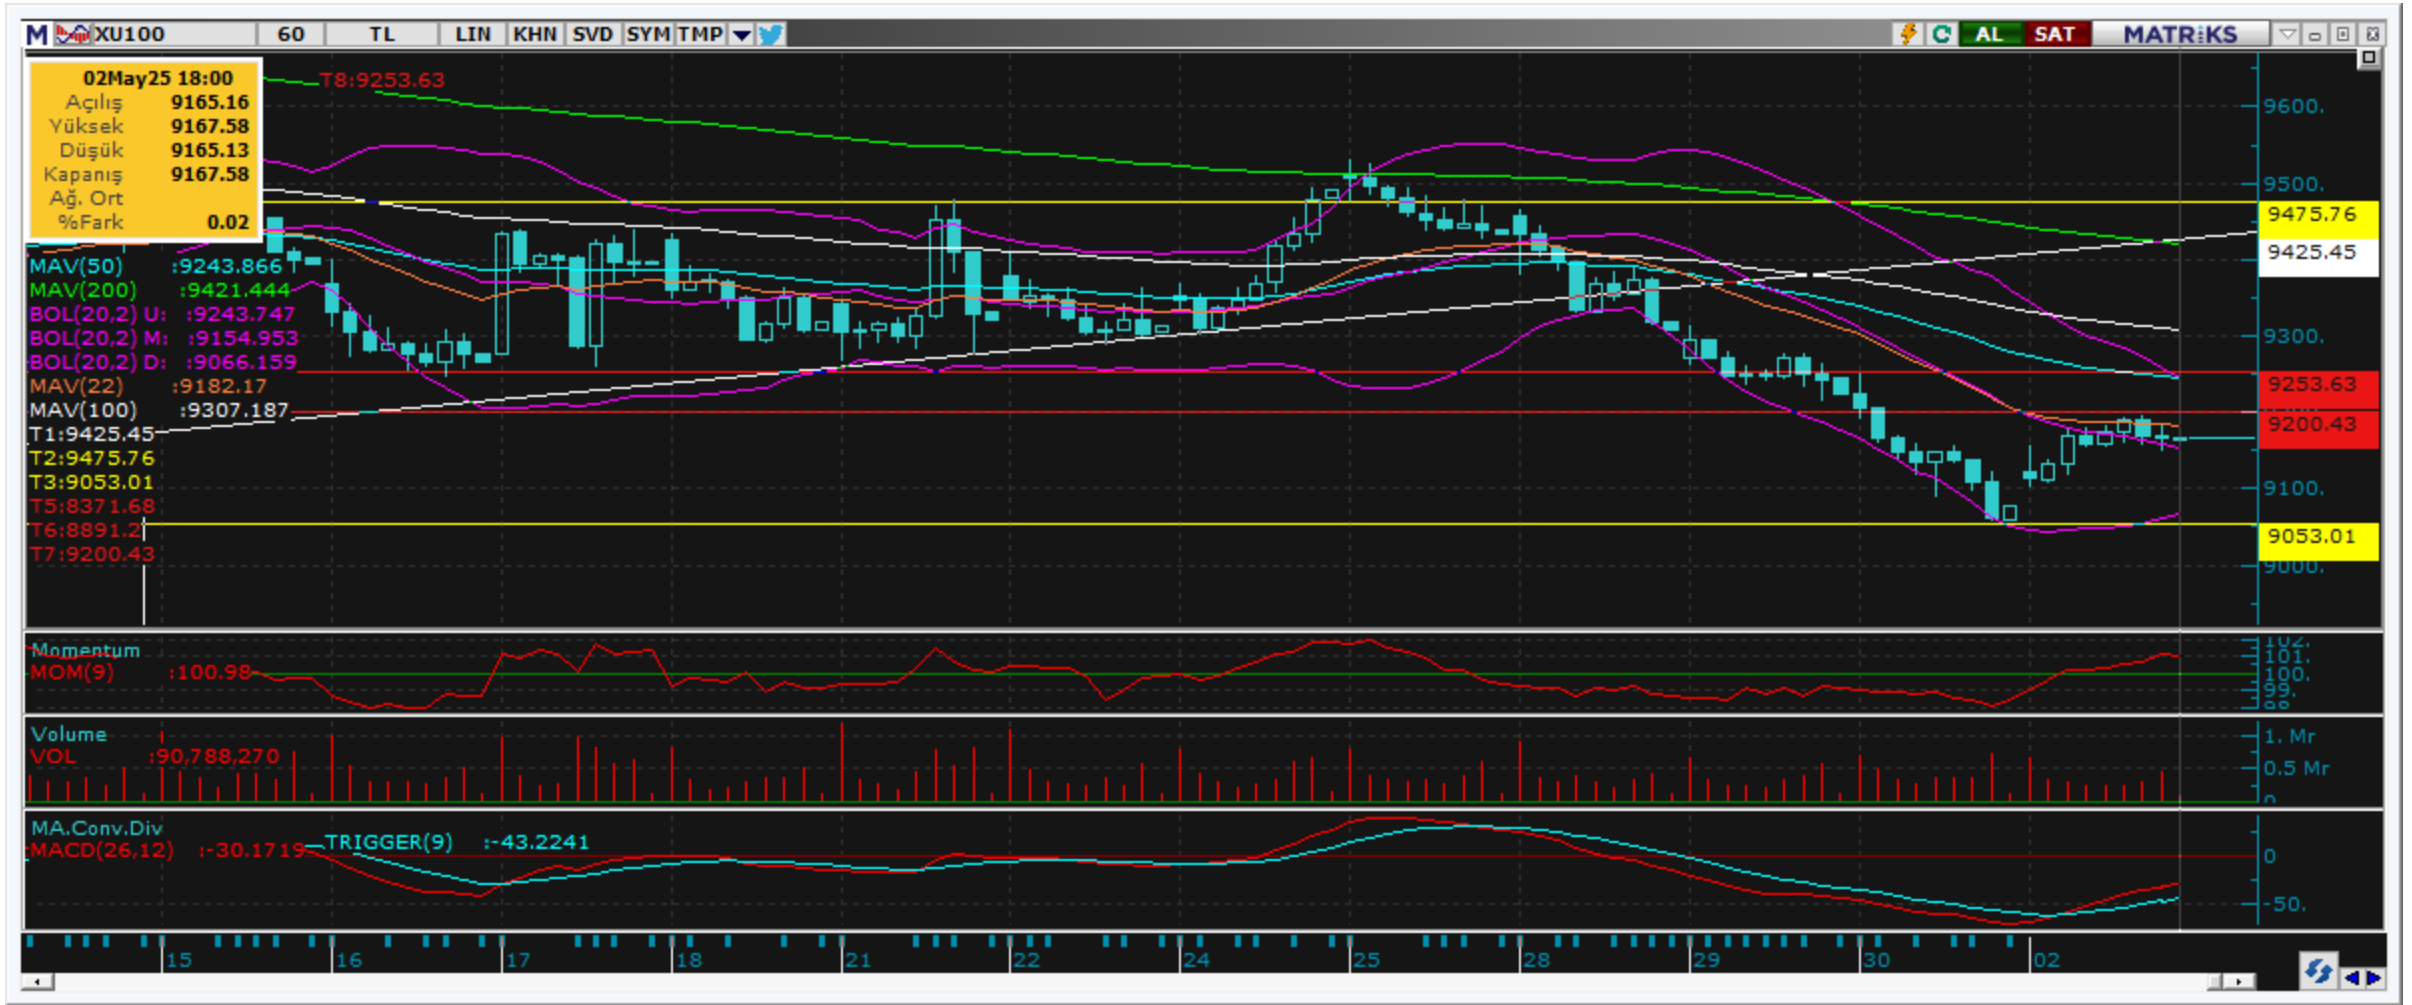 M XU100 60 TL LIN KHN SVD SYM TMP AL SAT MATRiKS
02May25 18:00
Açılış 9165.16
Yüksek 9167.58
Düşük 9165.13
Kapanış 9167.58
Ağ. Ort
%Fark 0.02
T8:9253.63
MAV(50) :9243.866
MAV(200) :9421.444
BOL(20,2) U: :9243.747
BOL(20,2) M: :9154.953
BOL(20,2) D: :9066.159
MAV(22) :9182.17
MAV(100) :9307.187
T1:9425.45
T2:9475.76
T3:9053.01
T5:8371.68
T6:8891.2
T7:9200.43
9600.
9500.
9475.76
9425.45
9300.
9253.63
9200.43
9100.
9053.01
9000.
Momentum
MOM(9) :100.98
102.
101.
100.
99.
98
Volume
VOL :90,788,270
1. Mr
0.5 Mr
0
MA.Conv.Div
MACD(26,12) :-30.1719
TRIGGER(9) :-43.2241
0
-50.
15 16 17 18 21 22 24 25 28 29 30 02